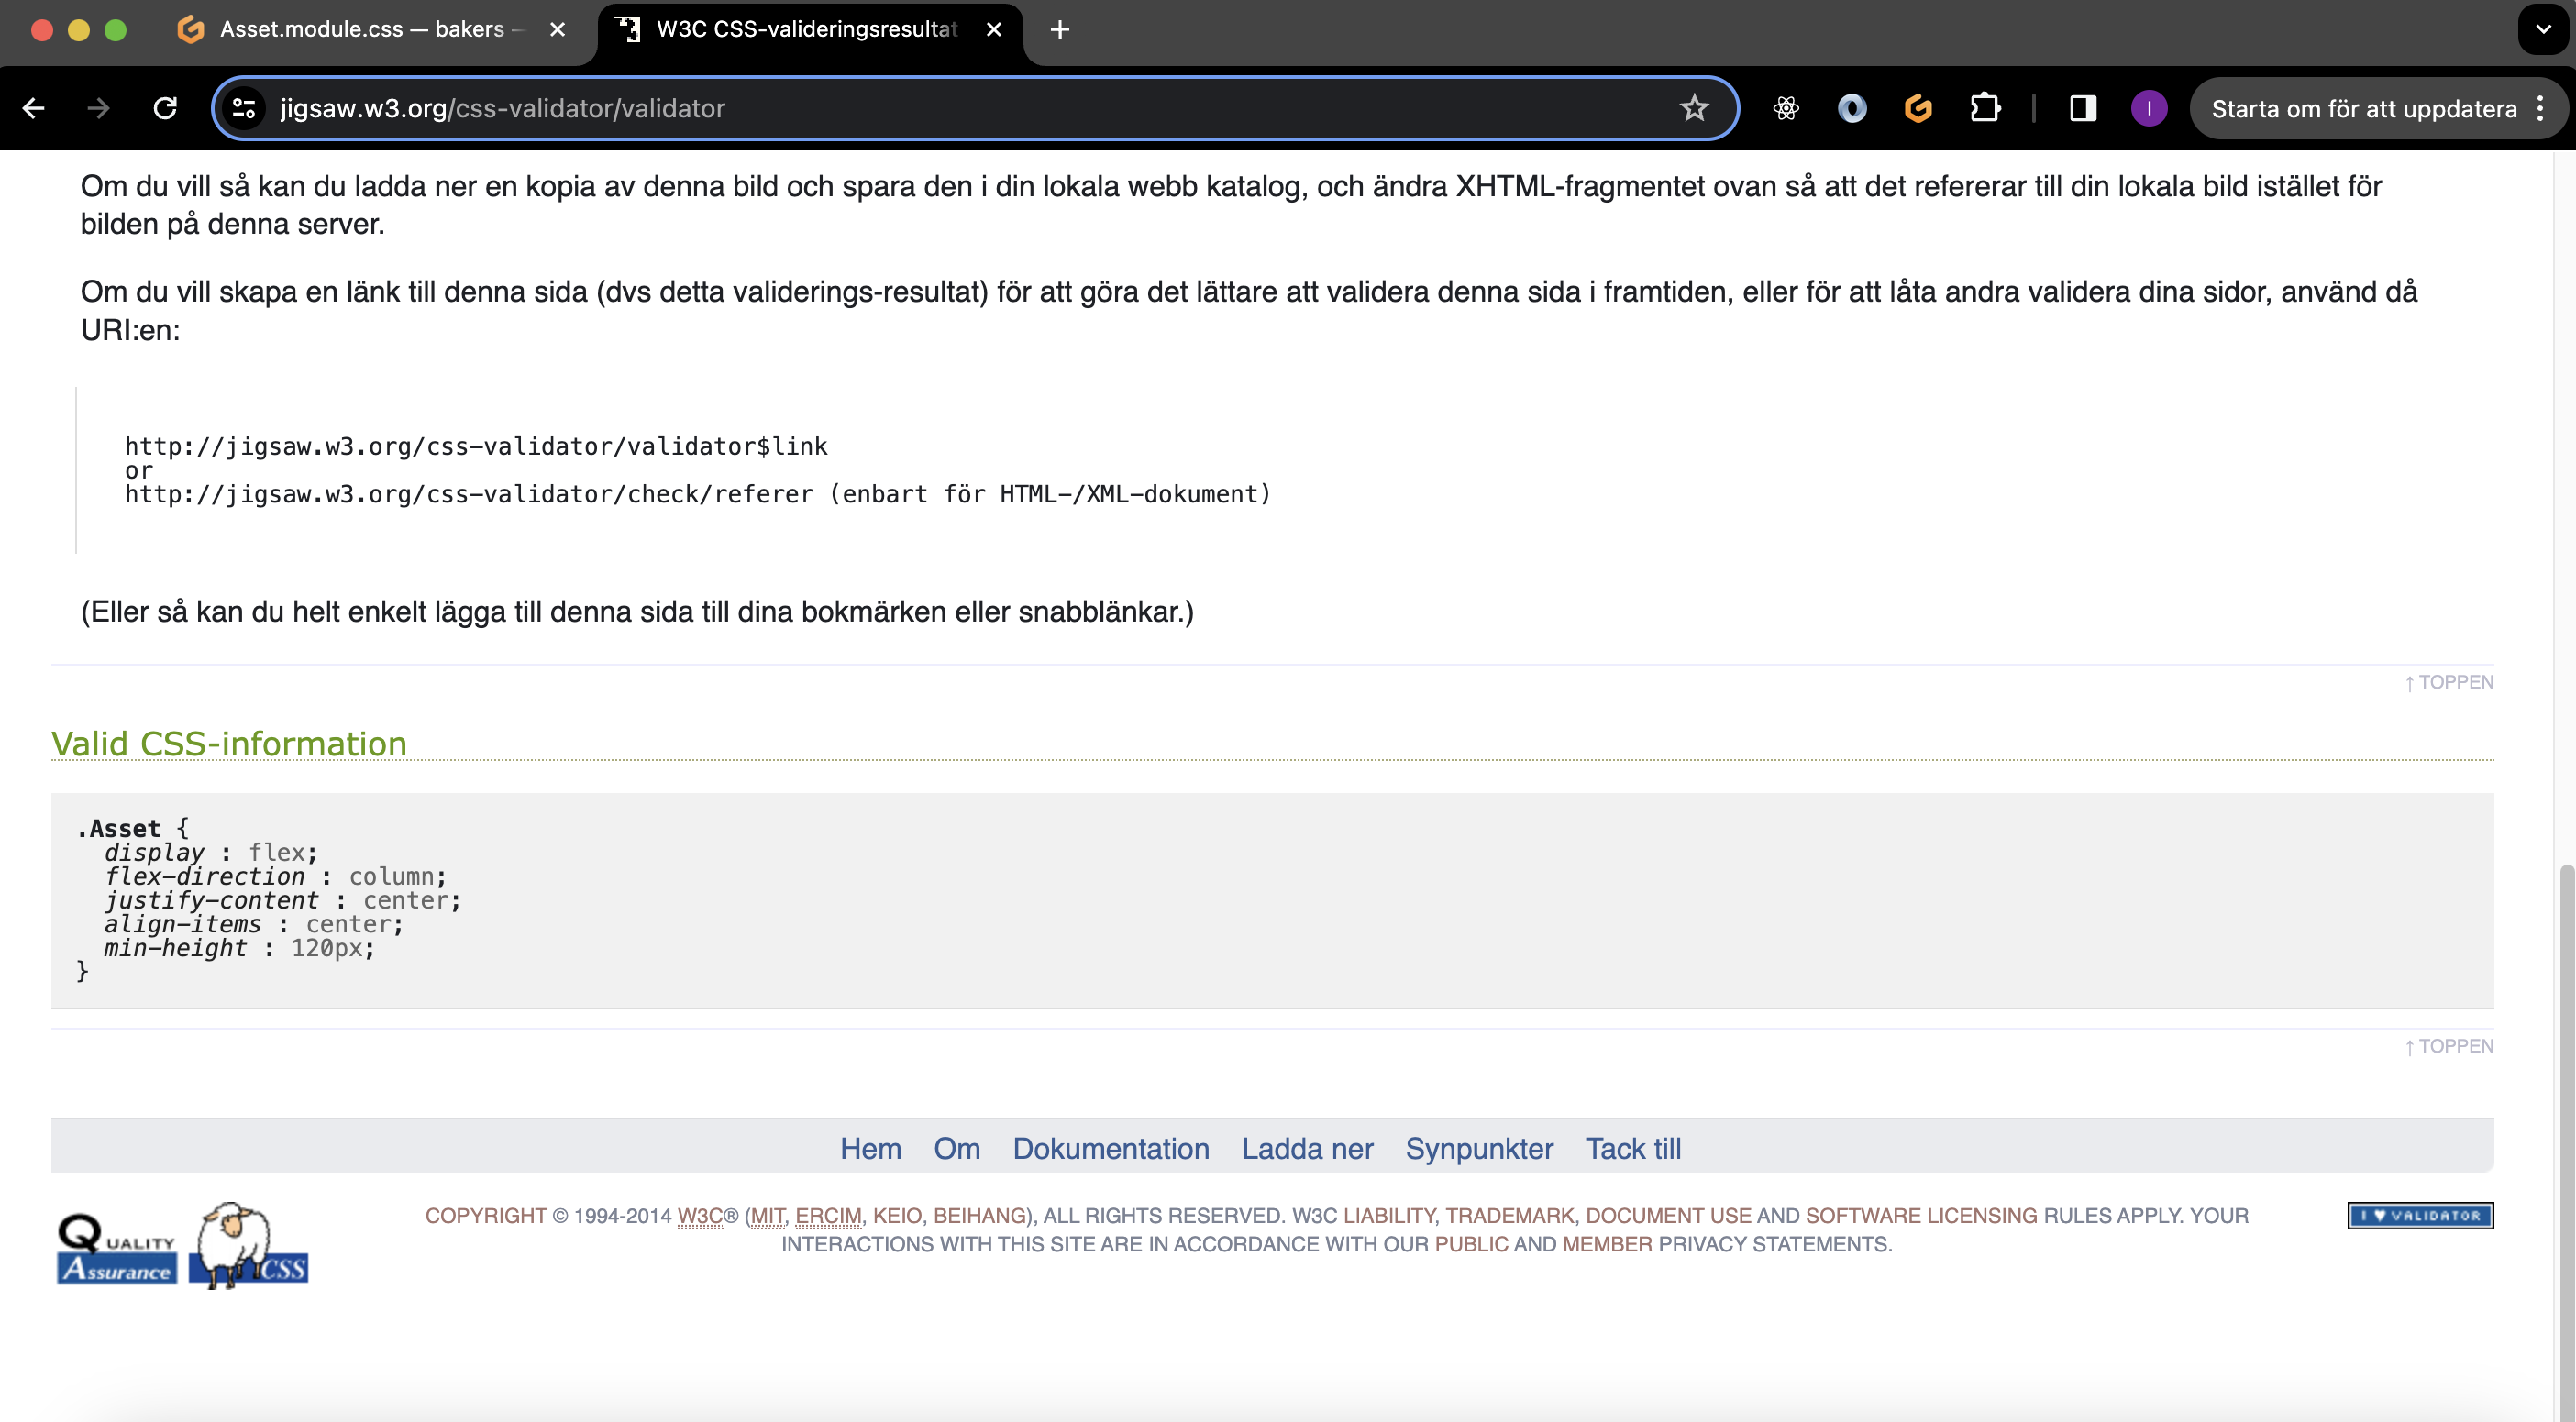 Asset.module.css — bakers –
W3C CSS-valideringsresultat
jigsaw.w3.org/css-validator/validator
I
Starta om för att uppdatera
Om du vill så kan du ladda ner en kopia av denna bild och spara den i din lokala webb katalog, och ändra XHTML-fragmentet ovan så att det refererar till din lokala bild istället för
bilden på denna server.
Om du vill skapa en länk till denna sida (dvs detta validerings-resultat) för att göra det lättare att validera denna sida i framtiden, eller för att låta andra validera dina sidor, använd då
URI:en:
http://jigsaw.w3.org/css-validator/validator$link
or
http://jigsaw.w3.org/css-validator/check/referer (enbart för HTML-/XML-dokument)
(Eller så kan du helt enkelt lägga till denna sida till dina bokmärken eller snabblänkar.)
↑ TOPPEN
Valid CSS-information
.Asset {
display : flex;
flex-direction : column;
justify-content : center;
align-items : center;
min-height : 120px;
}
↑ TOPPEN
Hem Om Dokumentation Ladda ner Synpunkter Tack till
QUALITY
Assurance
CSS
COPYRIGHT © 1994-2014 W3C® (MIT, ERCIM, KEIO, BEIHANG), ALL RIGHTS RESERVED. W3C LIABILITY, TRADEMARK, DOCUMENT USE AND SOFTWARE LICENSING RULES APPLY. YOUR
INTERACTIONS WITH THIS SITE ARE IN ACCORDANCE WITH OUR PUBLIC AND MEMBER PRIVACY STATEMENTS.
I ♥ VALIDATOR